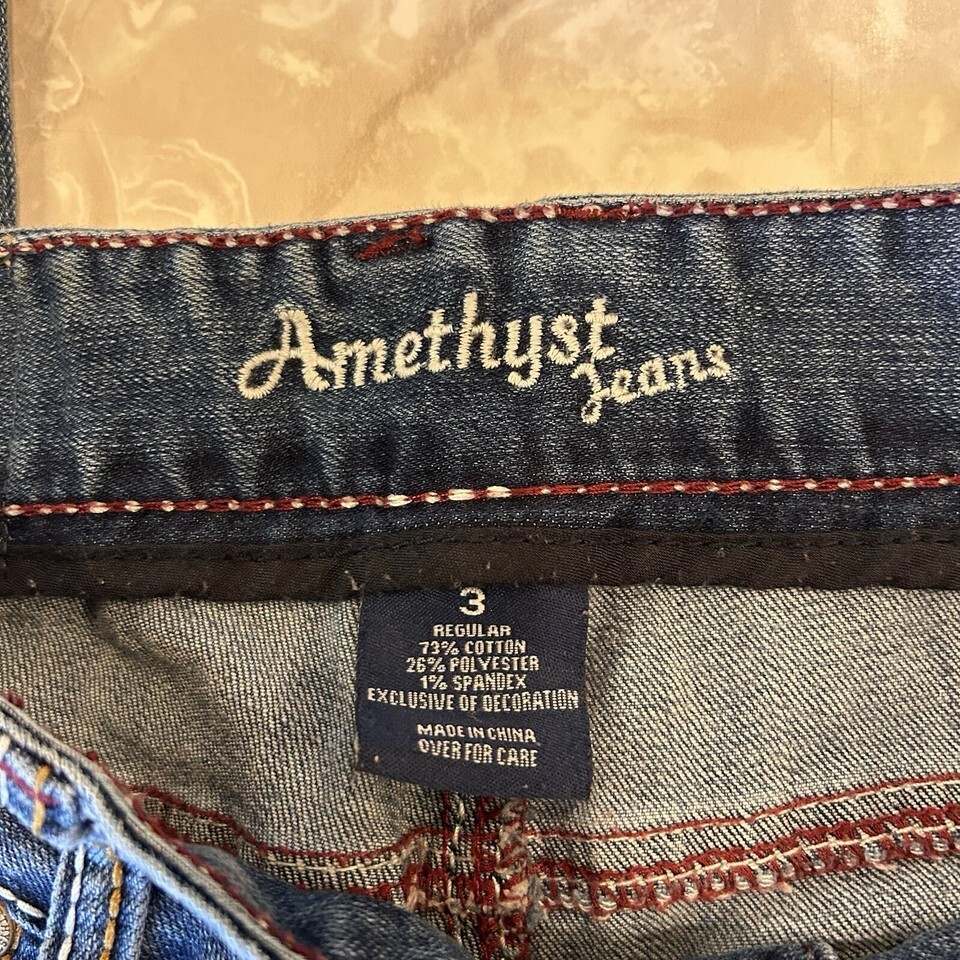 Amethyst
Jeans
3
REGULAR
73% COTTON
26% POLYESTER
1% SPANDEX
EXCLUSIVE OF DECORATION
MADE IN CHINA
OVER FOR CARE